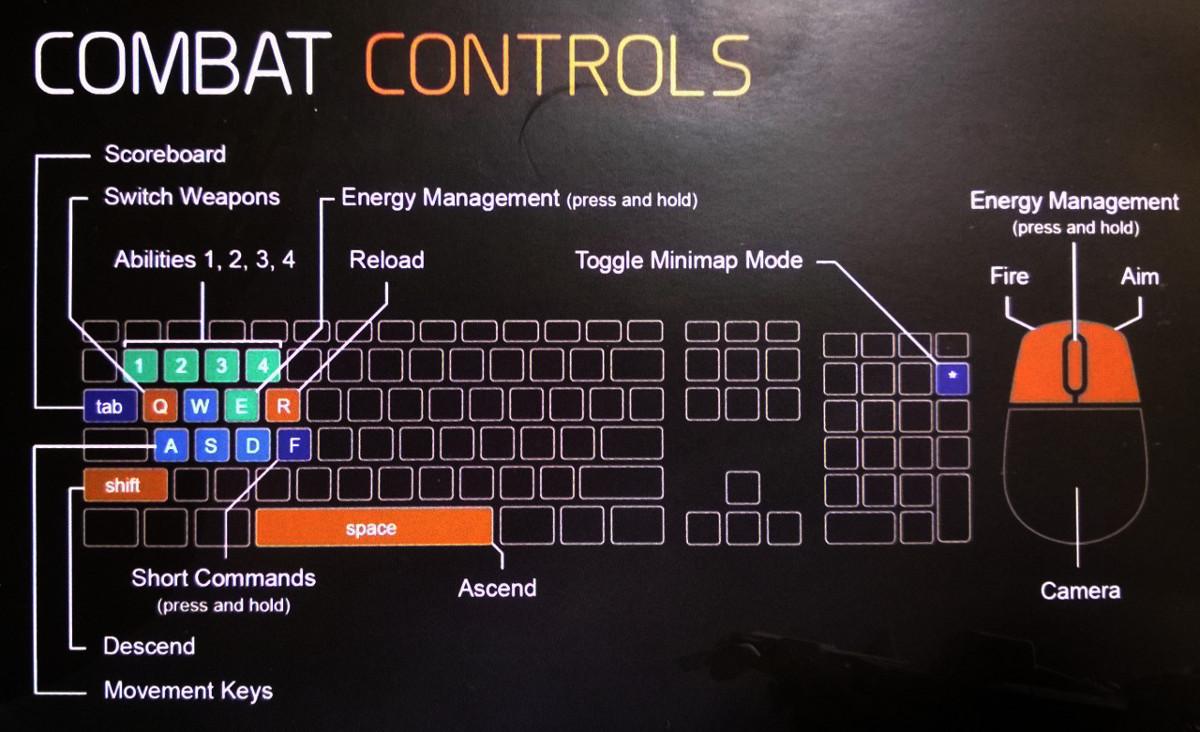 COMBAT CONTROLS
Scoreboard
Switch Weapons
Energy Management (press and hold)
Abilities 1, 2, 3, 4
Reload
Toggle Minimap Mode
Energy Management
(press and hold)
Fire
Aim
1 2 3 4
*
tab Q W E R
A S D F
shift
space
Short Commands
(press and hold)
Ascend
Camera
Descend
Movement Keys